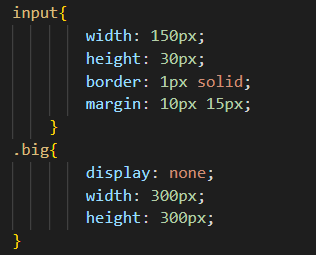 input{
width: 150px;
height: 30px;
border: 1px solid;
margin: 10px 15px;
}
.big{
display: none;
width: 300px;
height: 300px;
}